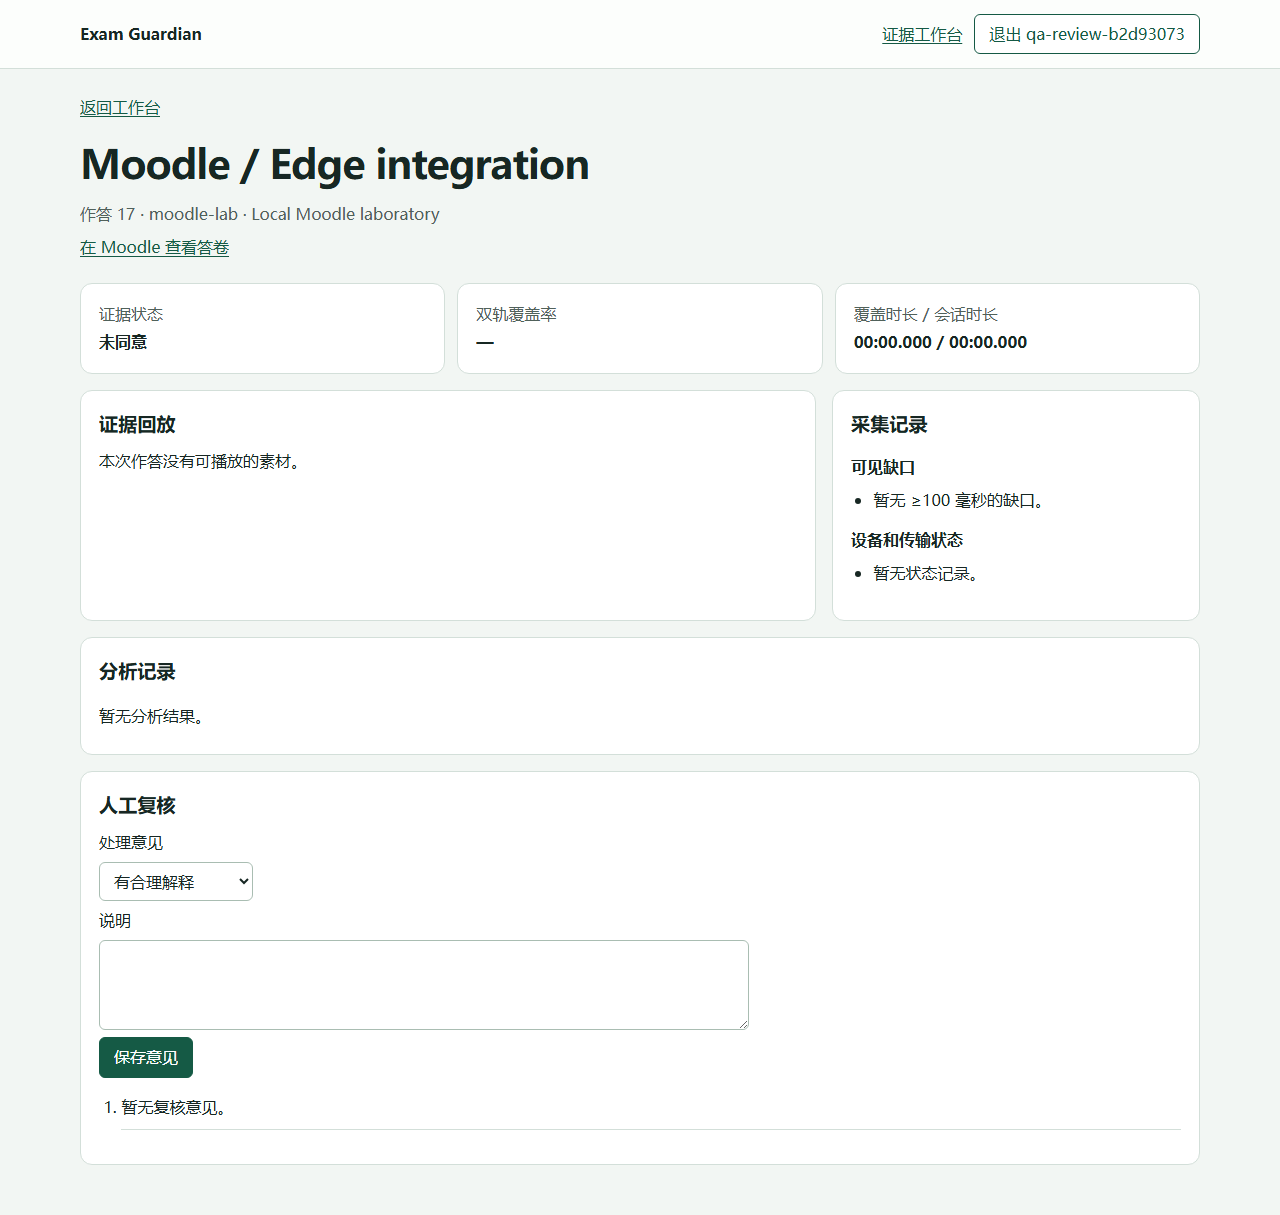 Exam Guardian
证据工作台
退出 qa-review-b2d93073
返回工作台
Moodle / Edge integration
作答 17 · moodle-lab · Local Moodle laboratory
在 Moodle 查看答卷
证据状态
未同意
双轨覆盖率
—
覆盖时长 / 会话时长
00:00.000 / 00:00.000
证据回放
本次作答没有可播放的素材。
采集记录
可见缺口
暂无 ≥100 毫秒的缺口。
设备和传输状态
暂无状态记录。
分析记录
暂无分析结果。
人工复核
处理意见
有合理解释
说明
保存意见
1. 暂无复核意见。